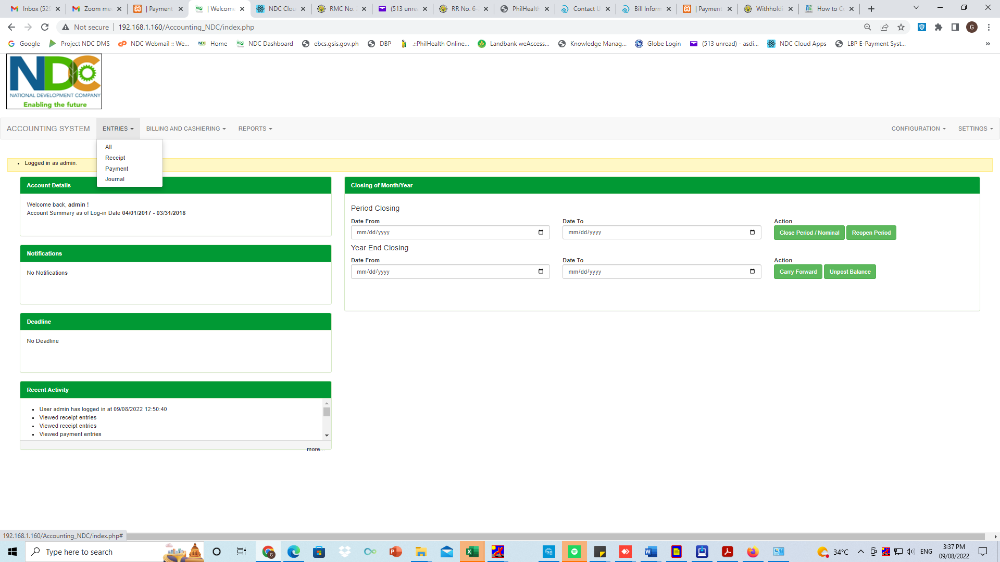 Inbox (529
Zoom me
| Payment
| Welcome
NDC Clou
RMC No.
(513 unre
RR No. 6-
PhilHealth
Contact U
Bill Inform
| Payment
Withholdi
How to Co
Not secure
192.168.1.160/Accounting_NDC/index.php
G
Google
Project NDC DMS
NDC Webmail :: We...
Home
NDC Dashboard
ebcs.gsis.gov.ph
DBP
.::PhilHealth Online...
Landbank weAccess...
Knowledge Manag...
Globe Login
(513 unread) - asdi...
NDC Cloud Apps
LBP E-Payment Syst...
»
NDC
NATIONAL DEVELOPMENT COMPANY
Enabling the future
ACCOUNTING SYSTEM
ENTRIES
BILLING AND CASHIERING
REPORTS
CONFIGURATION
SETTINGS
All
Receipt
Payment
Journal
Logged in as admin.
Account Details
Welcome back, admin !
Account Summary as of Log-in Date 04/01/2017 - 03/31/2018
Notifications
No Notifications
Deadline
No Deadline
Recent Activity
User admin has logged in at 09/08/2022 12:50:40
Viewed receipt entries
Viewed receipt entries
Viewed payment entries
more...
Closing of Month/Year
Period Closing
Date From
Date To
Action
mm/dd/yyyy
mm/dd/yyyy
Close Period / Nominal
Reopen Period
Year End Closing
Date From
Date To
Action
mm/dd/yyyy
mm/dd/yyyy
Carry Forward
Unpost Balance
192.168.1.160/Accounting_NDC/index.php#
Type here to search
34°C
ENG
3:37 PM
09/08/2022